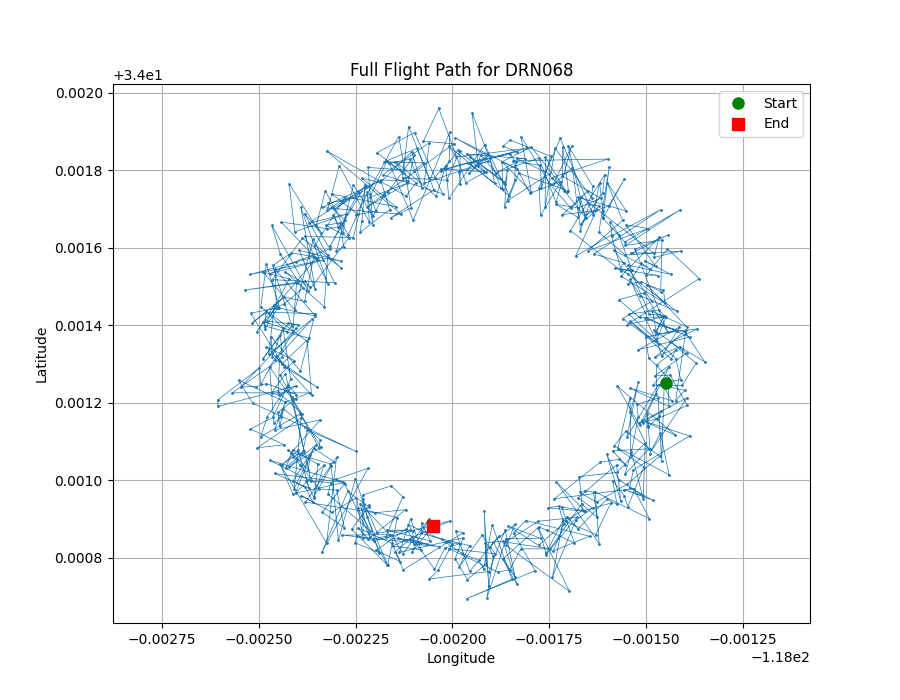 Full Flight Path for DRN068
+3.4e1
0.0020
0.0018
0.0016
0.0014
0.0012
0.0010
0.0008
Latitude
Start
End
−0.00275
−0.00250
−0.00225
−0.00200
−0.00175
−0.00150
−0.00125
−1.18e2
Longitude